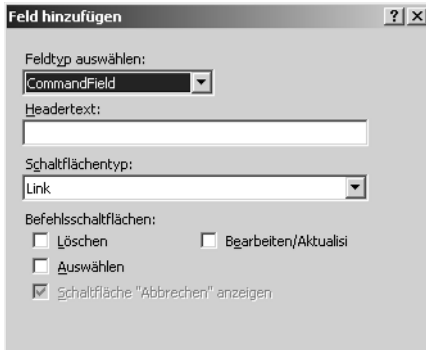 Feld hinzufügen
Feldtyp auswählen:
CommandField
Headertext:
Schaltflächentyp:
Link
Befehlsschaltflächen:
Löschen Bearbeiten/Aktualisi
Auswählen
Schaltfläche "Abbrechen" anzeigen